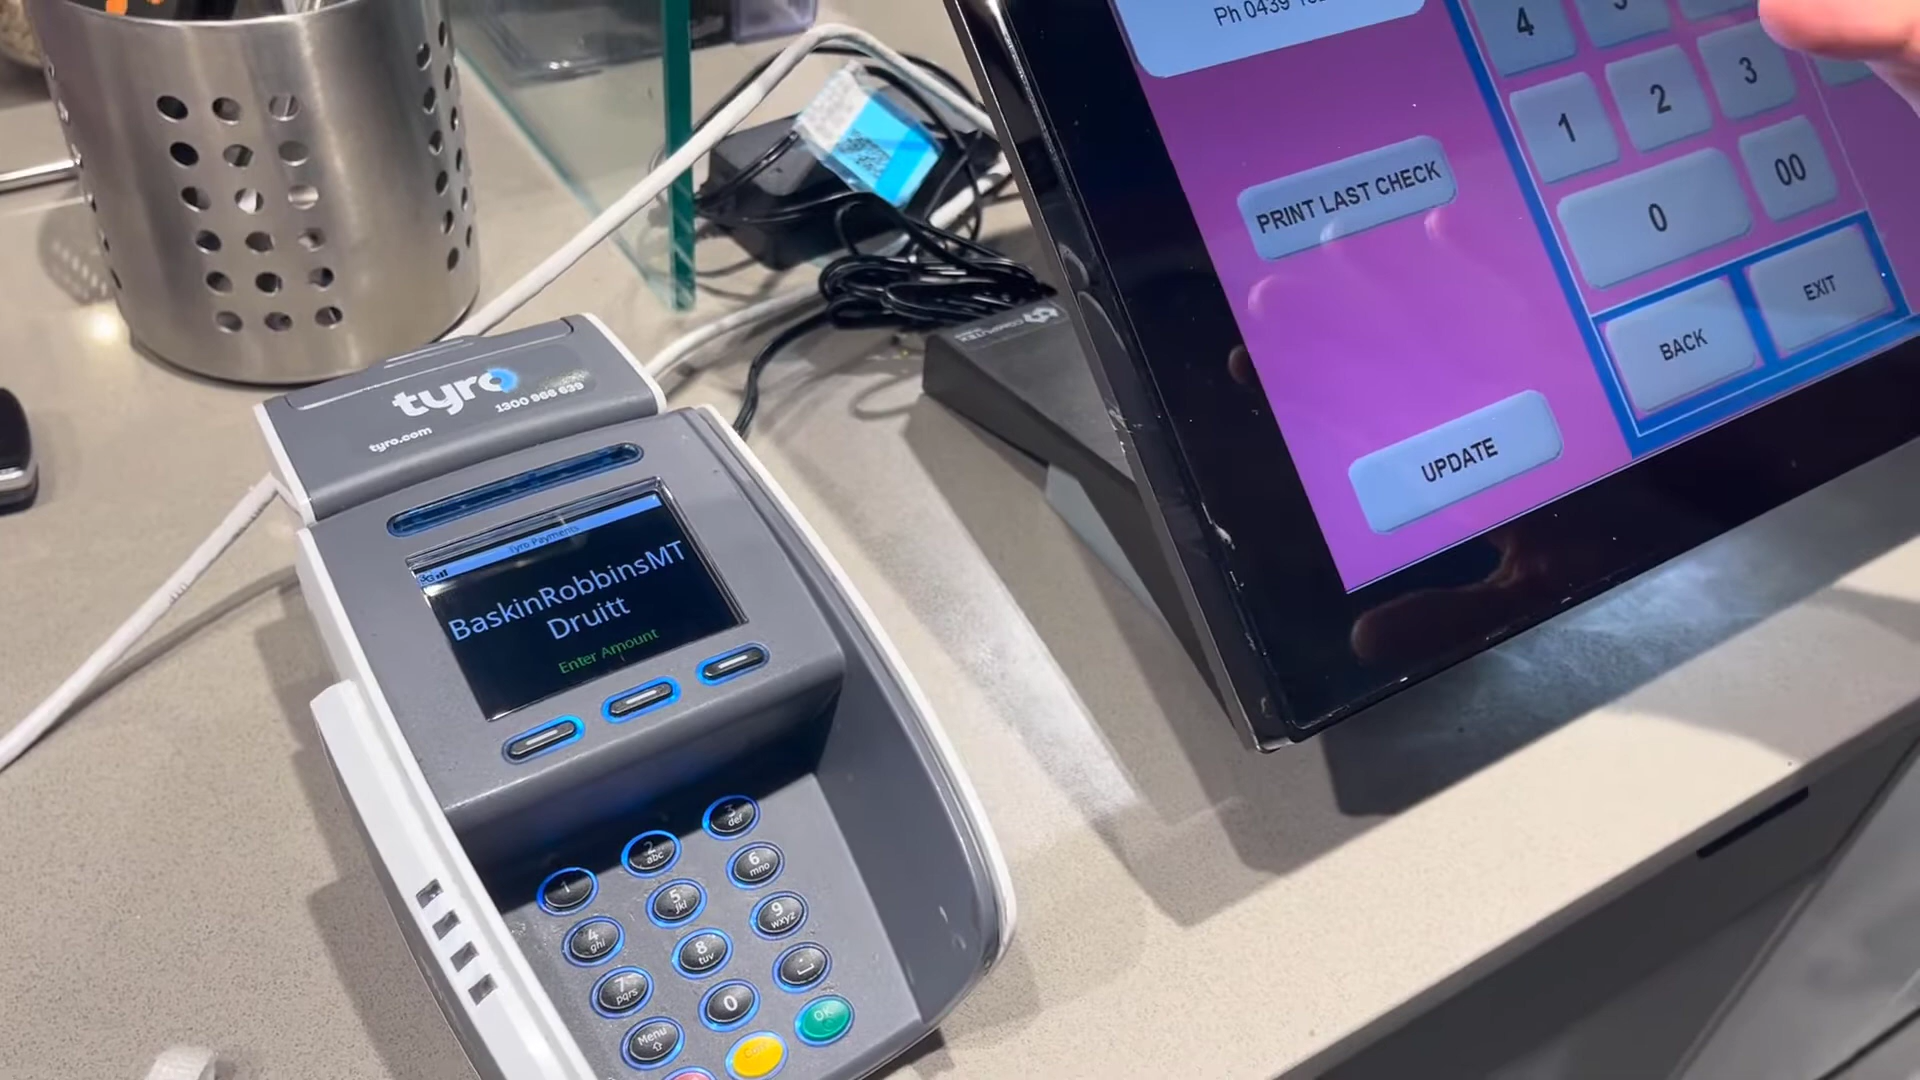 Ph 0439
4
1
2
3
0
00
PRINT LAST CHECK
BACK
EXIT
UPDATE
COMPUTEX
tyro
1300 966 639
tyro.com
Tyro Payments
3G
BaskinRobbinsMT
Druitt
Enter Amount
1
2
abc
3
def
4
ghi
5
jkl
6
mno
7
pqrs
8
tuv
9
wxyz
Menu
0
OK